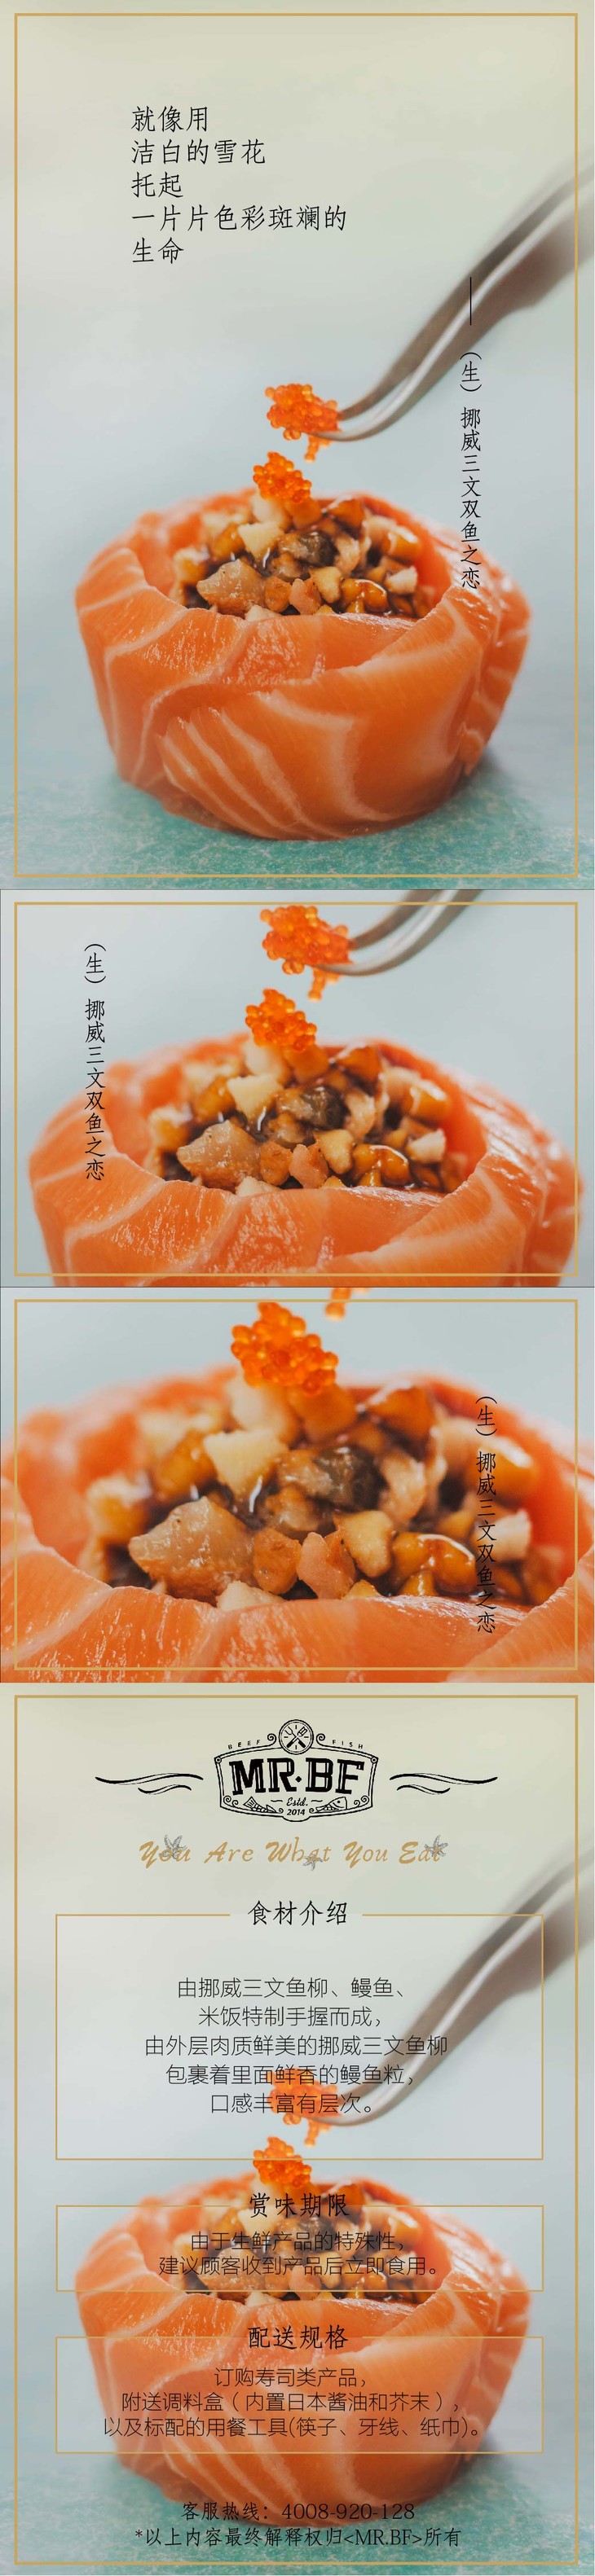 就像用
洁白的雪花
托起
一片片色彩斑斓的
生命
——(生)挪威三文双鱼之恋
(生)挪威三文双鱼之恋
(生)挪威三文双鱼之恋
BEEF FISH
MR·BF
Estd.
2014
You Are What You Eat
食材介绍
由挪威三文鱼柳、鳗鱼、
米饭特制手握而成，
由外层肉质鲜美的挪威三文鱼柳
包裹着里面鲜香的鳗鱼粒，
口感丰富有层次。
赏味期限
由于生鲜产品的特殊性，
建议顾客收到产品后立即食用。
配送规格
订购寿司类产品，
附送调料盒（内置日本酱油和芥末），
以及标配的用餐工具(筷子、牙线、纸巾)。
客服热线：4008-920-128
*以上内容最终解释权归<MR.BF>所有